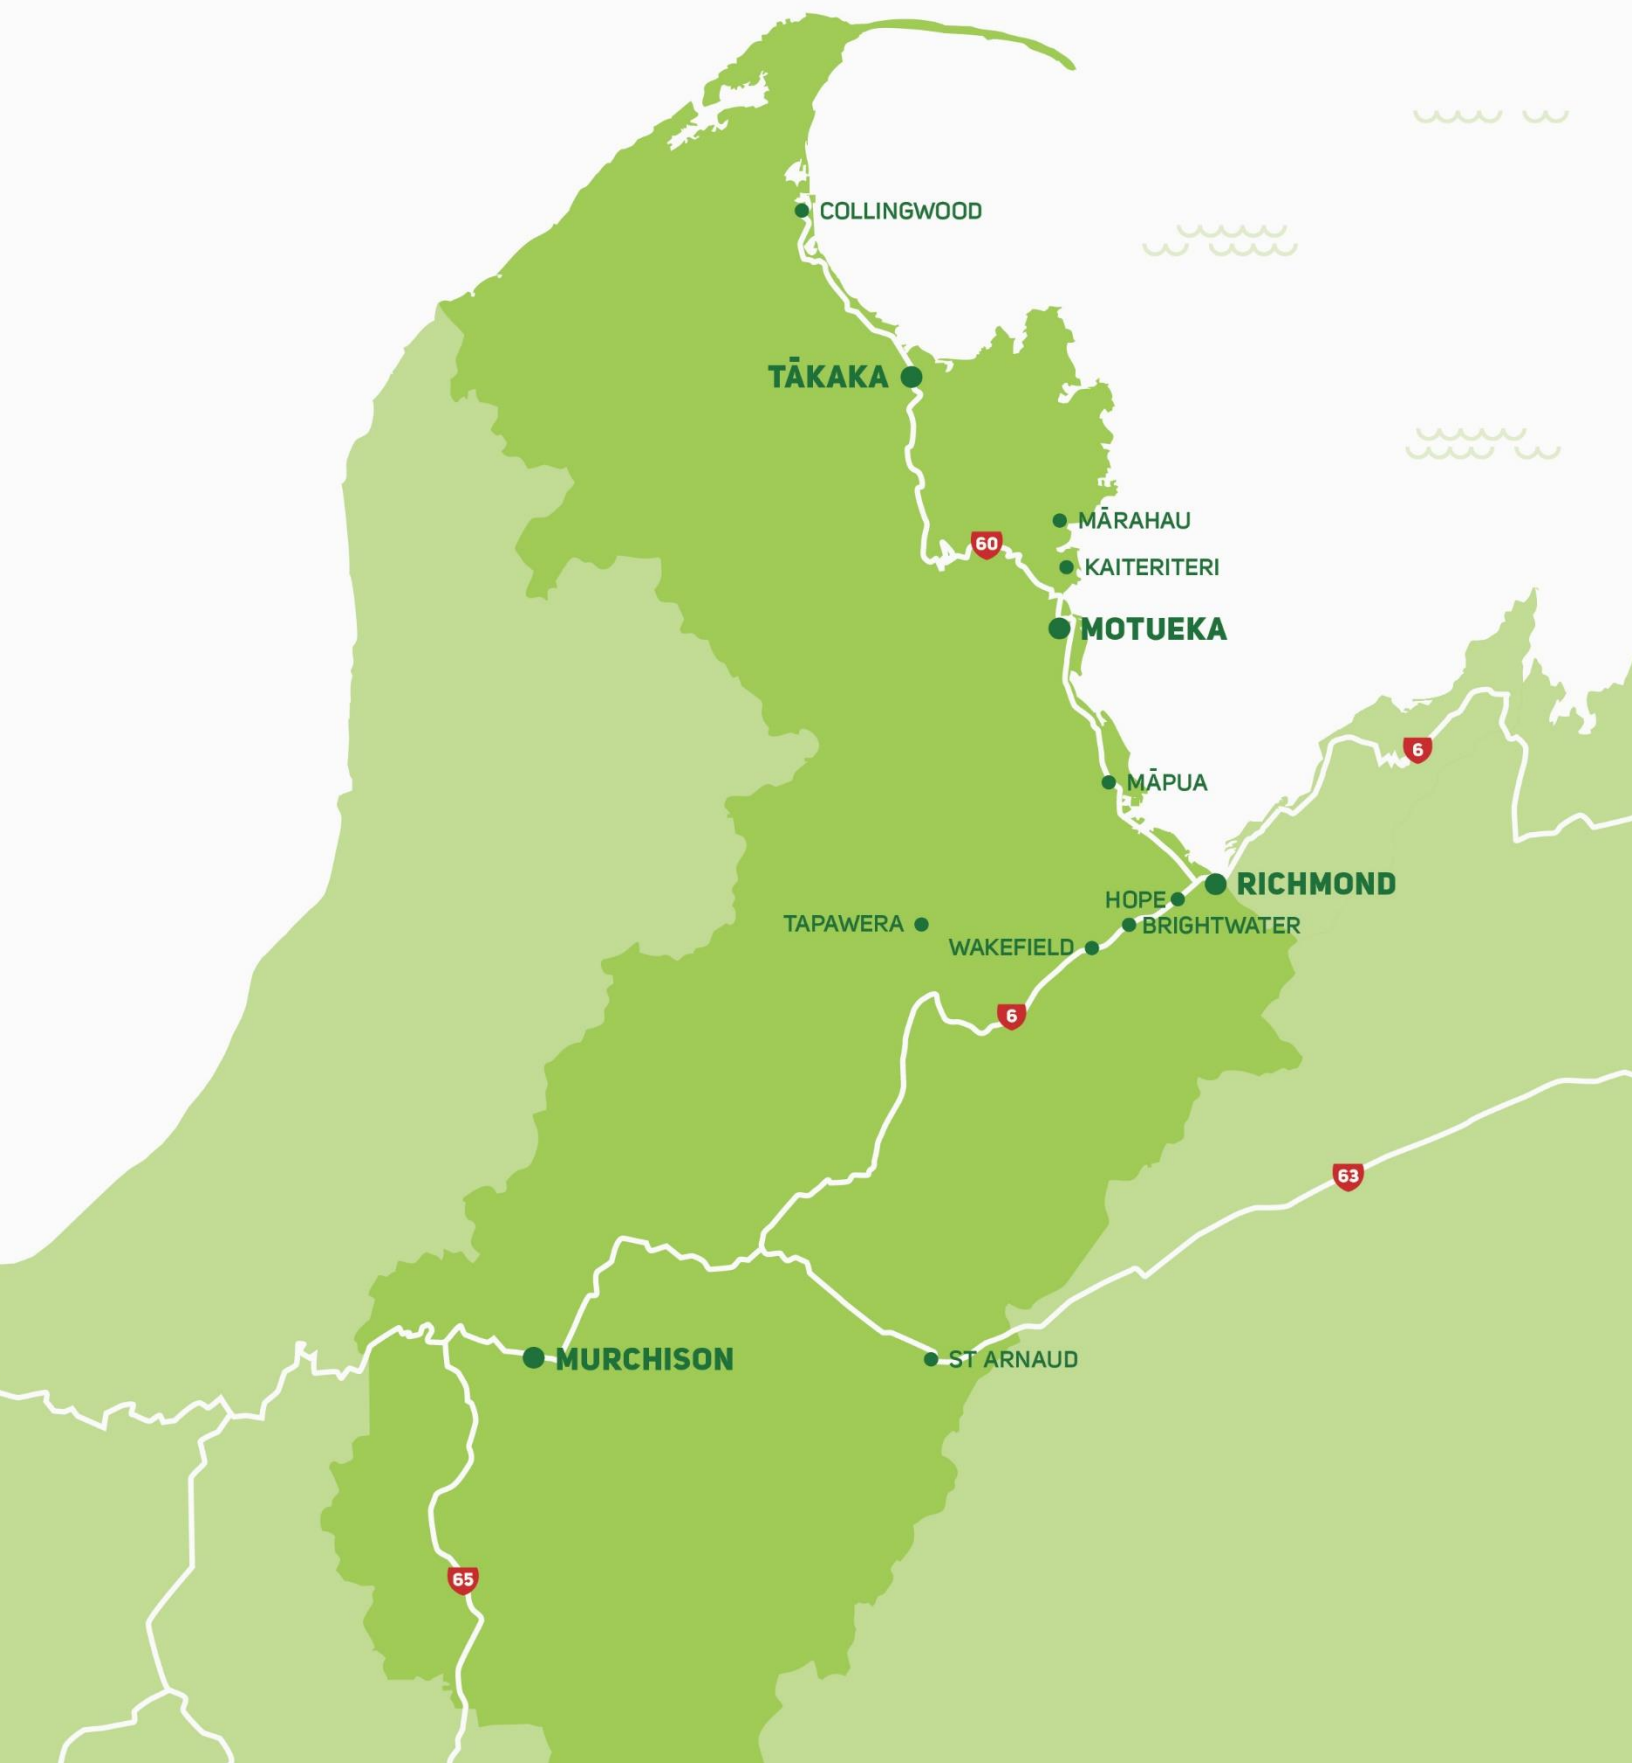 COLLINGWOOD
TĀKAKA
MĀRAHAU
60
KAITERITERI
MOTUEKA
6
MĀPUA
RICHMOND
HOPE
TAPAWERA
BRIGHTWATER
WAKEFIELD
6
63
MURCHISON
ST ARNAUD
65